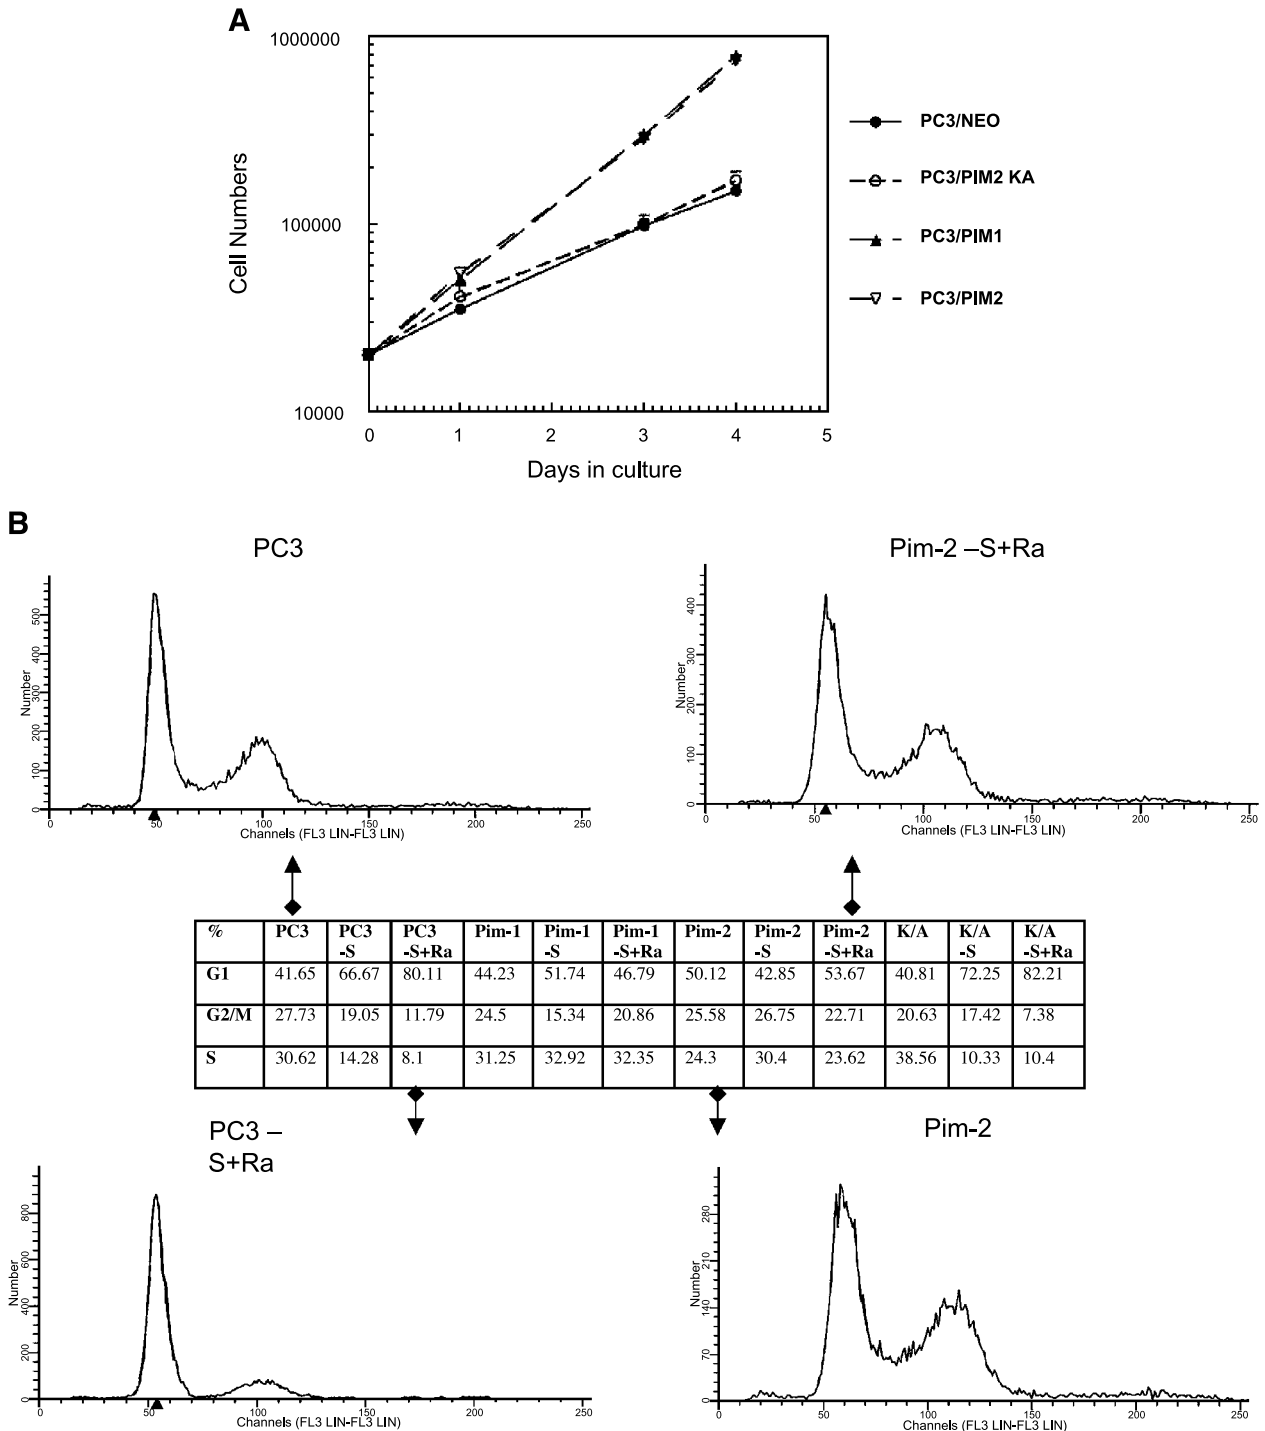 A
1000000
100000
10000
Cell Numbers
0 1 2 3 4 5
Days in culture
PC3/NEO
PC3/PIM2 KA
PC3/PIM1
PC3/PIM2
B
PC3
Number
500
400
300
200
100
0
0 50 100 150 200 250
Channels (FL3 LIN-FL3 LIN)
Pim-2 –S+Ra
Number
400
300
200
100
0
0 50 100 150 200 250
Channels (FL3 LIN-FL3 LIN)
% PC3 PC3 -S PC3 -S+Ra Pim-1 Pim-1 -S Pim-1 -S+Ra Pim-2 Pim-2 -S Pim-2 -S+Ra K/A K/A -S K/A -S+Ra
G1 41.65 66.67 80.11 44.23 51.74 46.79 50.12 42.85 53.67 40.81 72.25 82.21
G2/M 27.73 19.05 11.79 24.5 15.34 20.86 25.58 26.75 22.71 20.63 17.42 7.38
S 30.62 14.28 8.1 31.25 32.92 32.35 24.3 30.4 23.62 38.56 10.33 10.4
PC3 –
S+Ra
Number
800
600
400
200
0
0 50 100 150 200 250
Channels (FL3 LIN-FL3 LIN)
Pim-2
Number
280
210
140
70
0
0 50 100 150 200 250
Channels (FL3 LIN-FL3 LIN)